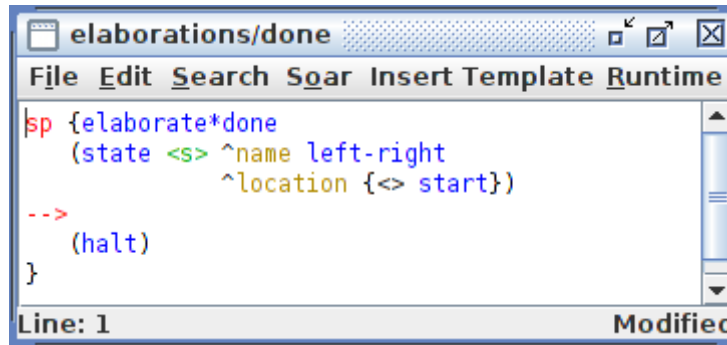 elaborations/done
File Edit Search Soar Insert Template Runtime
sp {elaborate*done
   (state <s> ^name left-right
              ^location {<> start})
-->
   (halt)
}
Line: 1 Modified